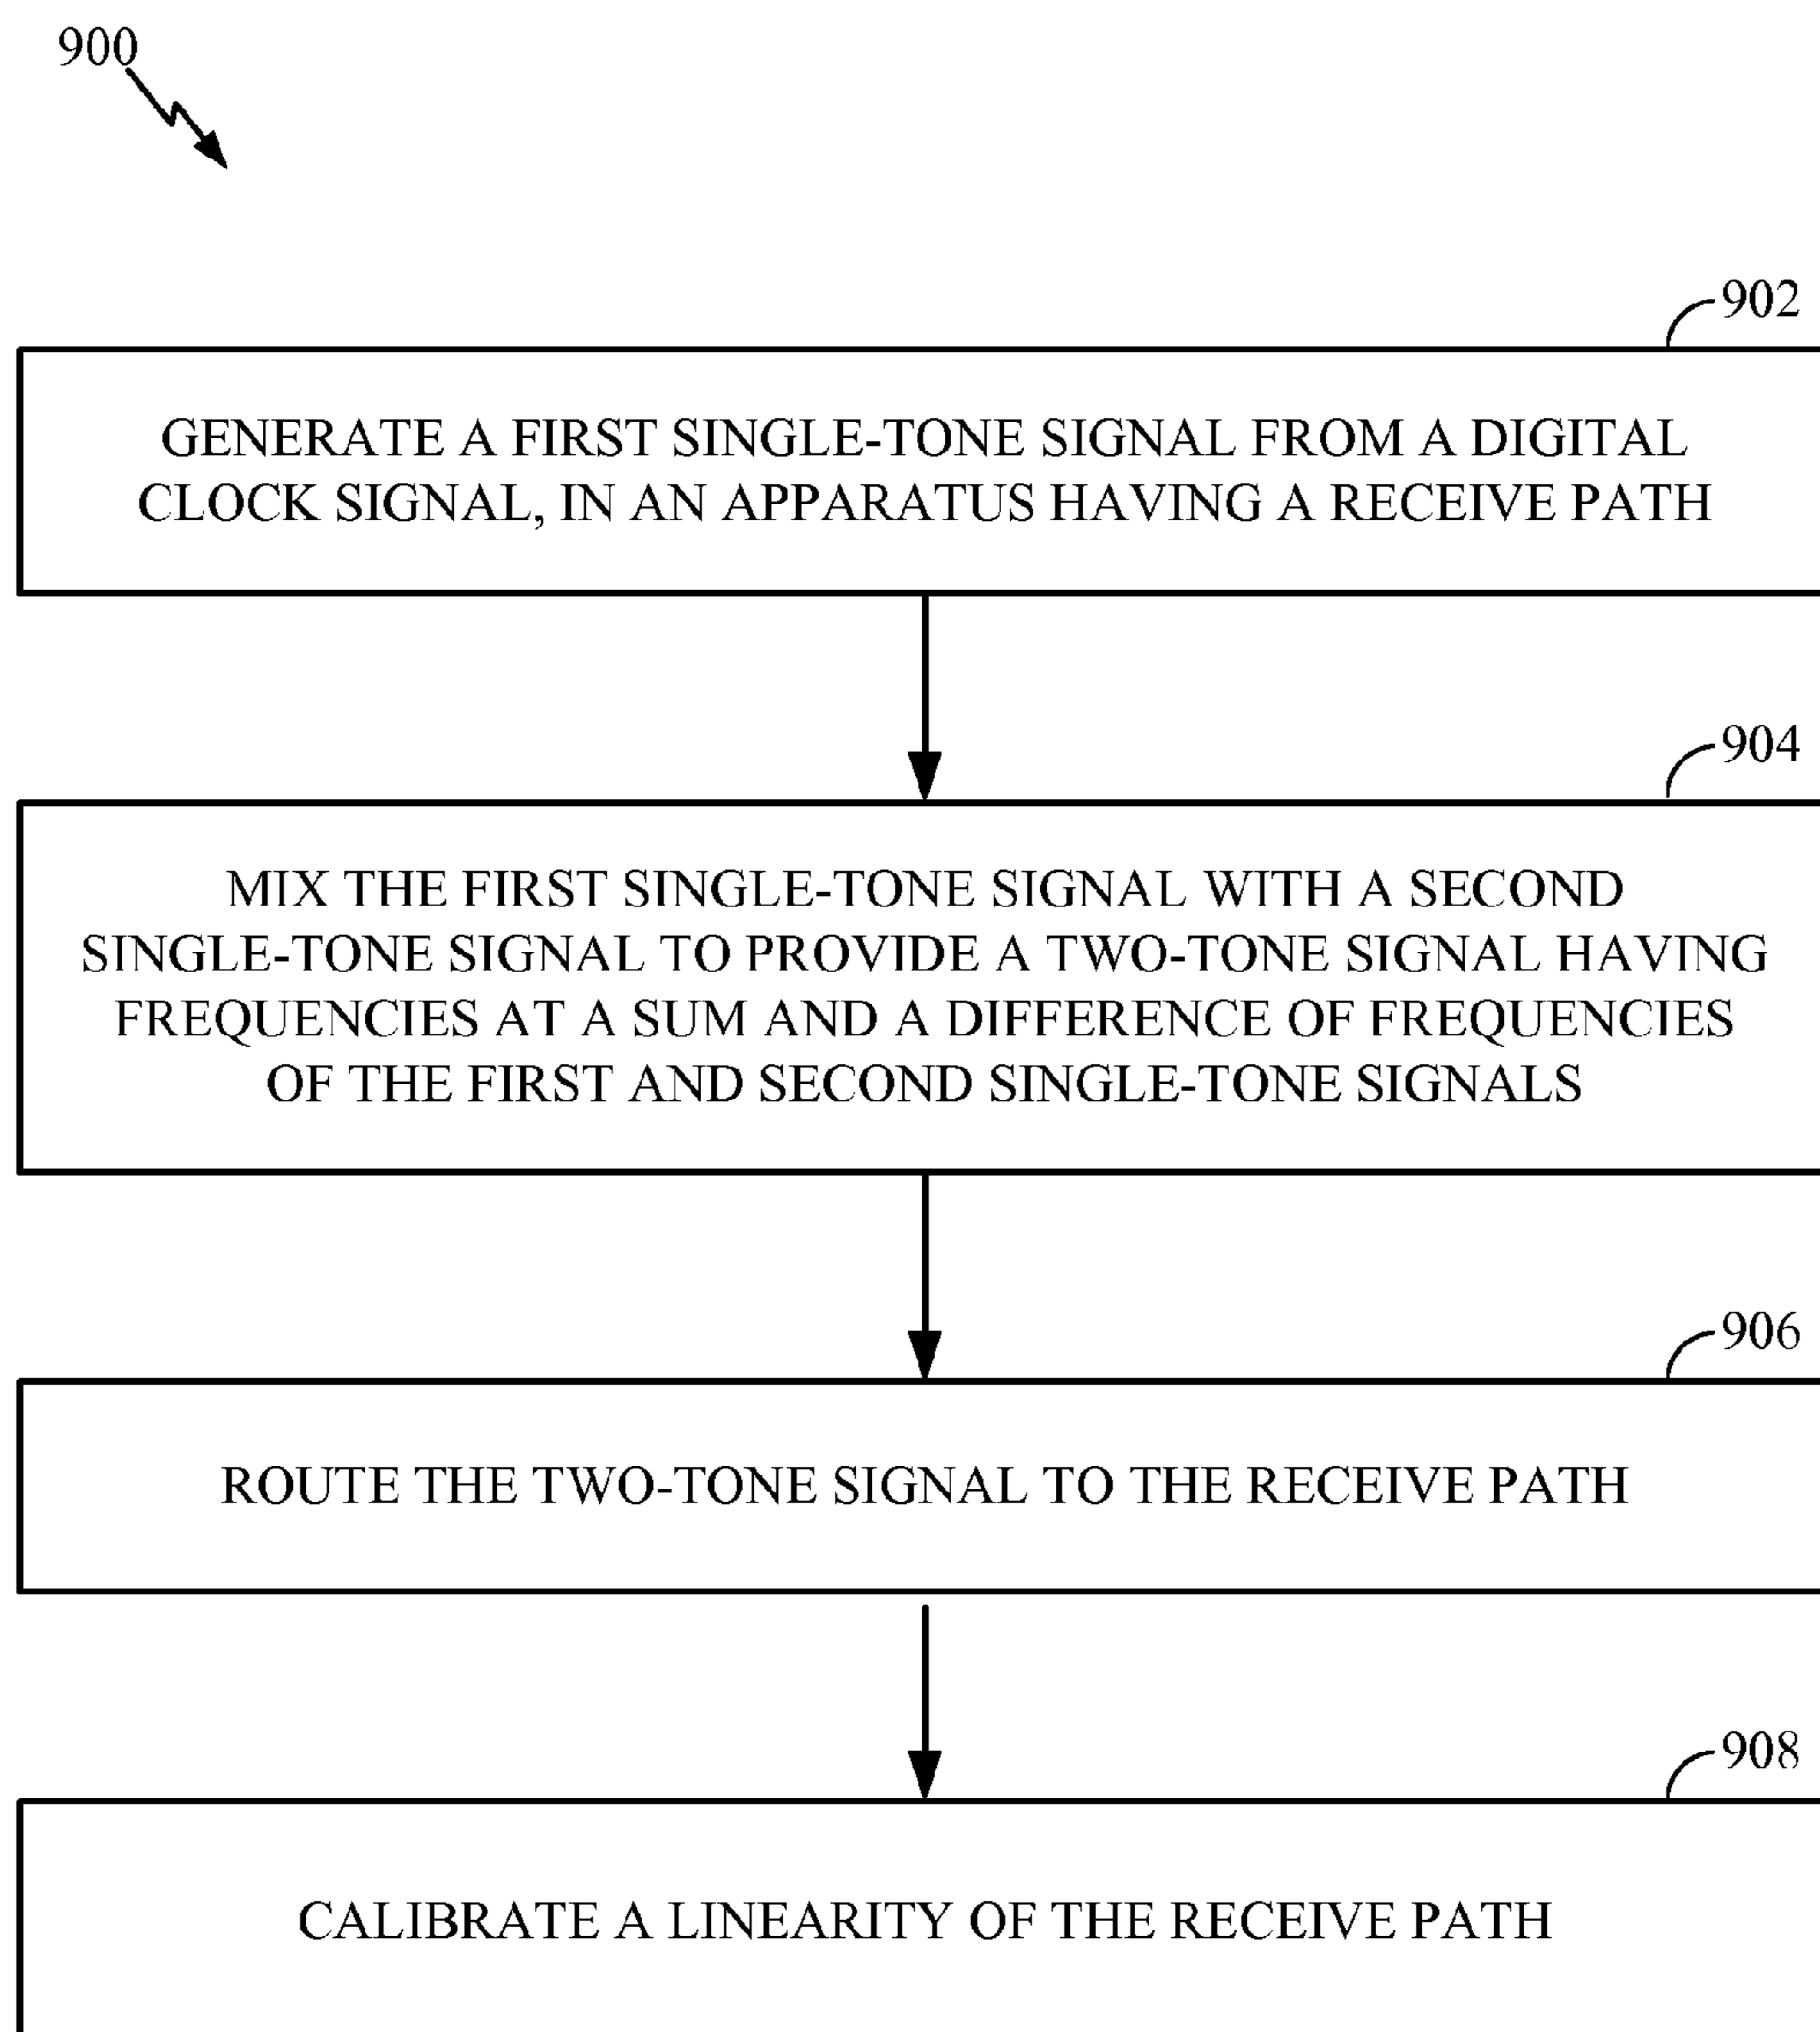 900
902
GENERATE A FIRST SINGLE-TONE SIGNAL FROM A DIGITAL
CLOCK SIGNAL, IN AN APPARATUS HAVING A RECEIVE PATH
904
MIX THE FIRST SINGLE-TONE SIGNAL WITH A SECOND
SINGLE-TONE SIGNAL TO PROVIDE A TWO-TONE SIGNAL HAVING
FREQUENCIES AT A SUM AND A DIFFERENCE OF FREQUENCIES
OF THE FIRST AND SECOND SINGLE-TONE SIGNALS
906
ROUTE THE TWO-TONE SIGNAL TO THE RECEIVE PATH
908
CALIBRATE A LINEARITY OF THE RECEIVE PATH